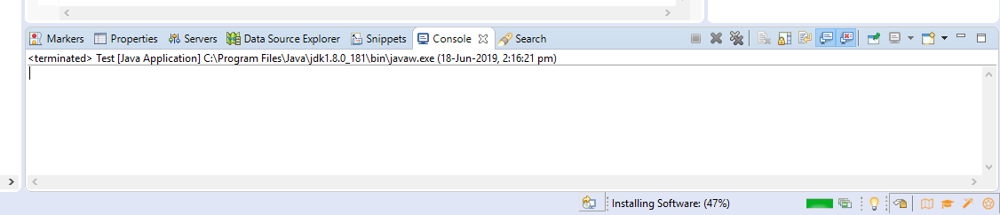 Markers Properties Servers Data Source Explorer Snippets Console Search
<terminated> Test [Java Application] C:\Program Files\Java\jdk1.8.0_181\bin\javaw.exe (18-Jun-2019, 2:16:21 pm)
Installing Software: (47%)